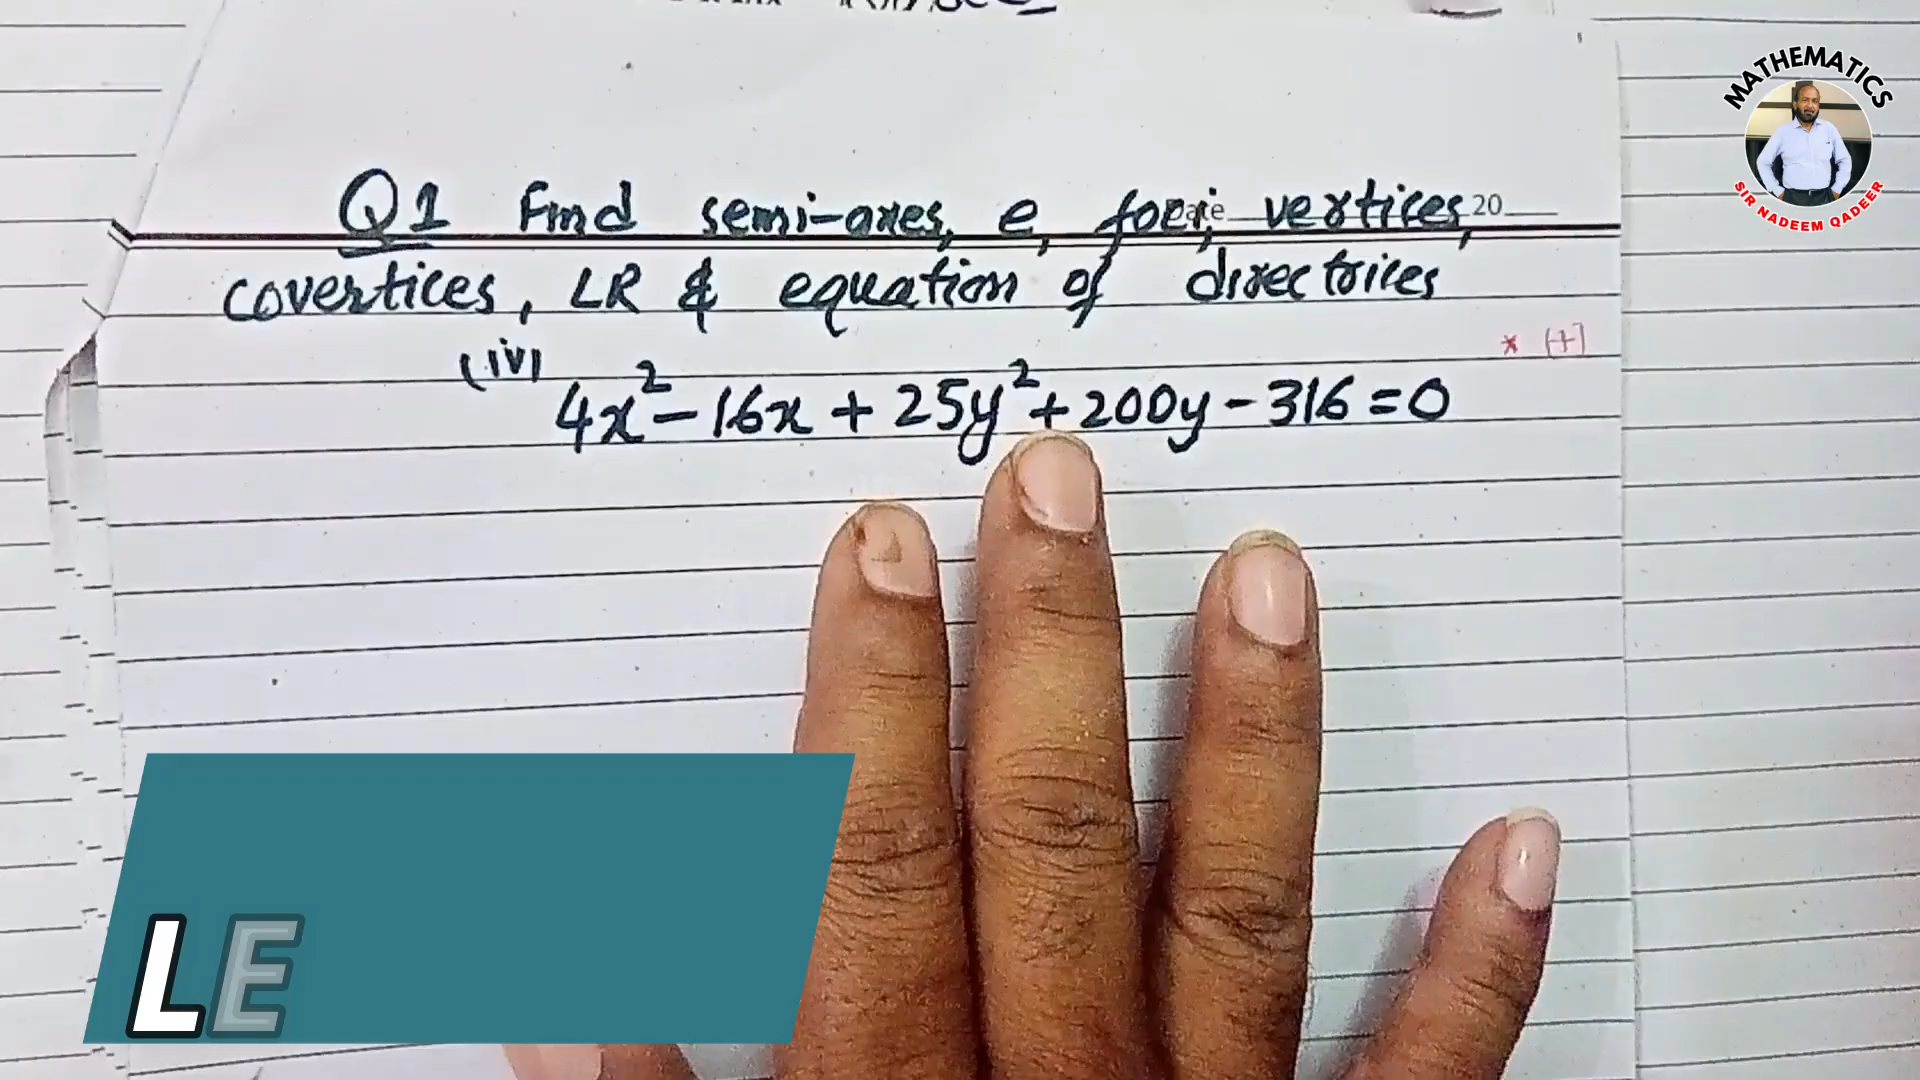 MATHEMATICS
SIR NADEEM QADEER
Q1 Find semi-axes, e, foci, vertices, 20
covertices, LR & equation of directrices
* [+]
(iv)
4x² - 16x + 25y² + 200y - 316 = 0
LE